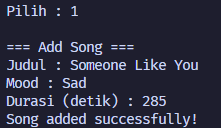 Pilih : 1
=== Add Song ===
Judul : Someone Like You
Mood : Sad
Durasi (detik) : 285
Song added successfully!